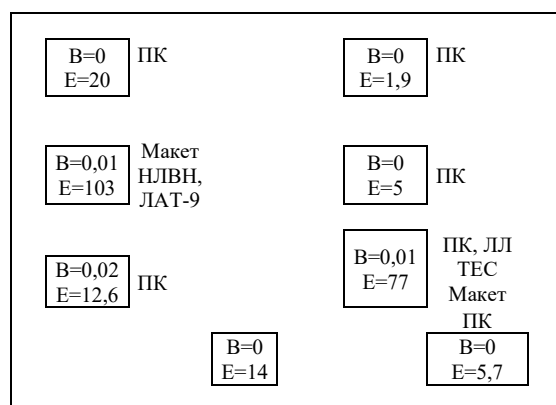 B=0
E=20
ПК
B=0
E=1,9
ПК
B=0,01
E=103
Макет
НЛВН,
ЛАТ-9
B=0
E=5
ПК
B=0,02
E=12,6
ПК
B=0,01
E=77
ПК, ЛЛ
ТЕС
Макет
ПК
B=0
E=14
B=0
E=5,7